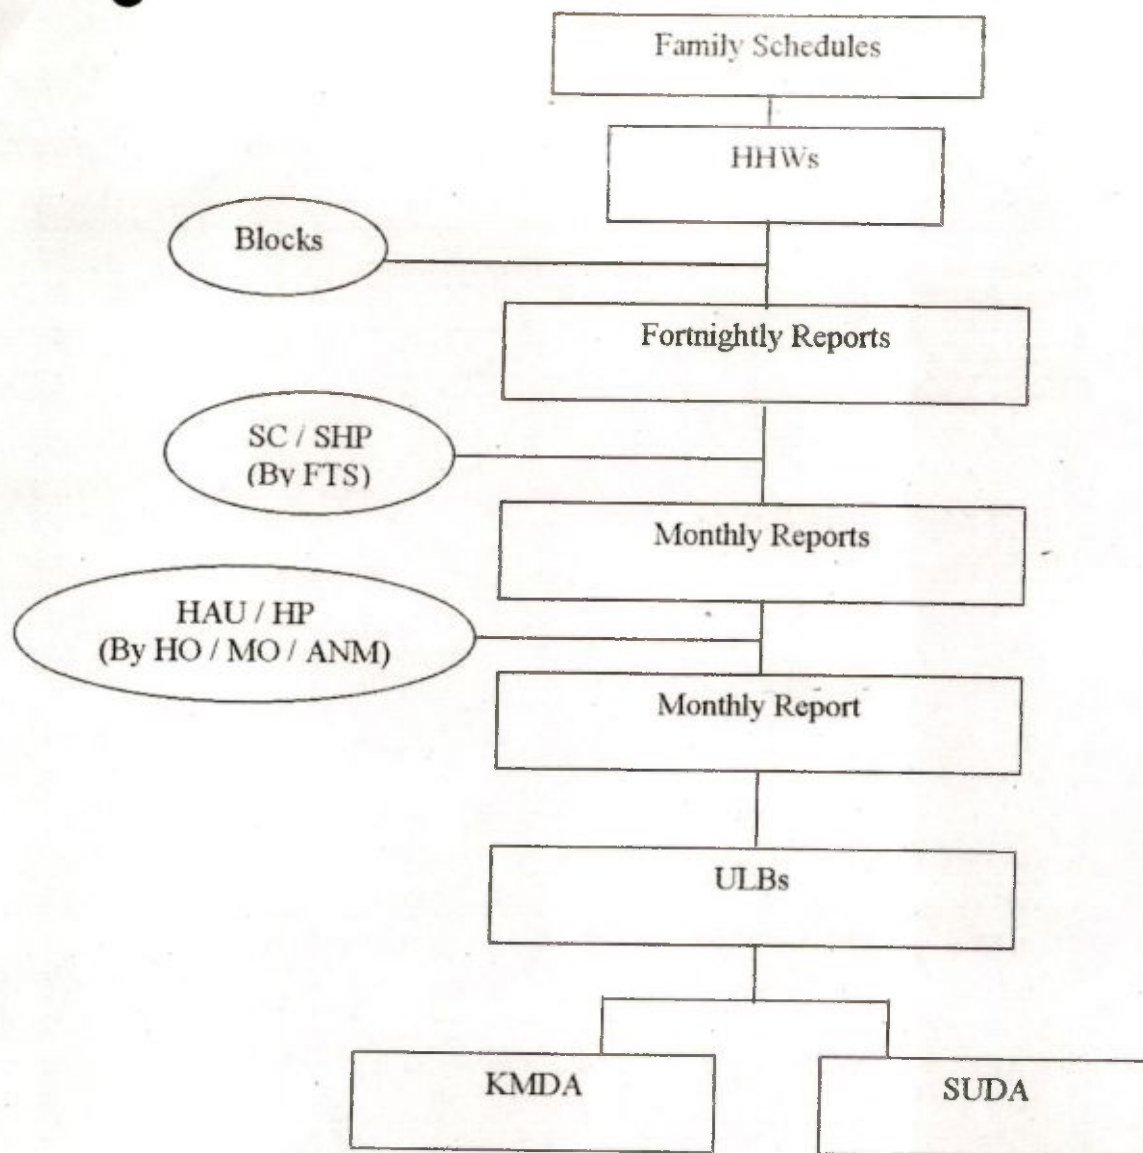 Family Schedules
HHWs
Blocks
Fortnightly Reports
SC / SHP
(By FTS)
Monthly Reports
HAU / HP
(By HO / MO / ANM)
Monthly Report
ULBs
KMDA
SUDA